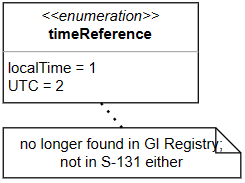 <<enumeration>>
timeReference
localTime = 1
UTC = 2
no longer found in GI Registry;
not in S-131 either